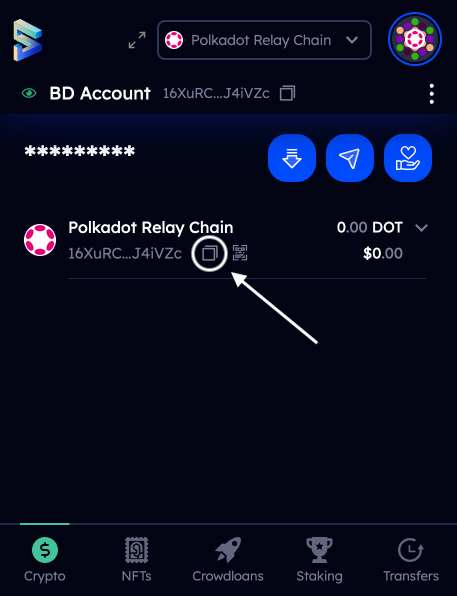 Polkadot Relay Chain
BD Account 16XuRC...J4iVZc
*********
Polkadot Relay Chain 0.00 DOT
16XuRC...J4iVZc $0.00
Crypto NFTs Crowdloans Staking Transfers